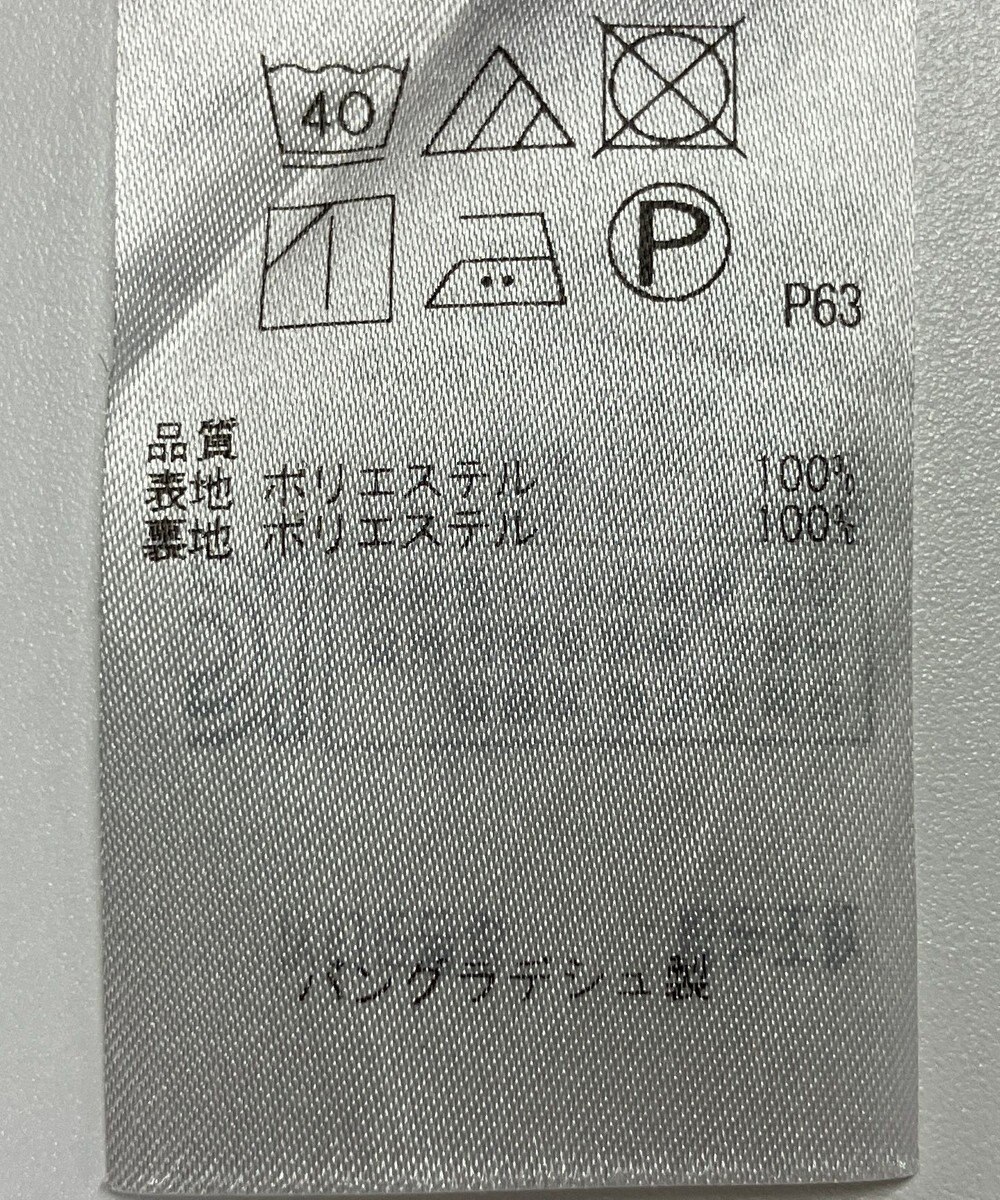 40
P
P63
品質
表地 ポリエステル 100%
裏地 ポリエステル 100%
バングラデシュ製